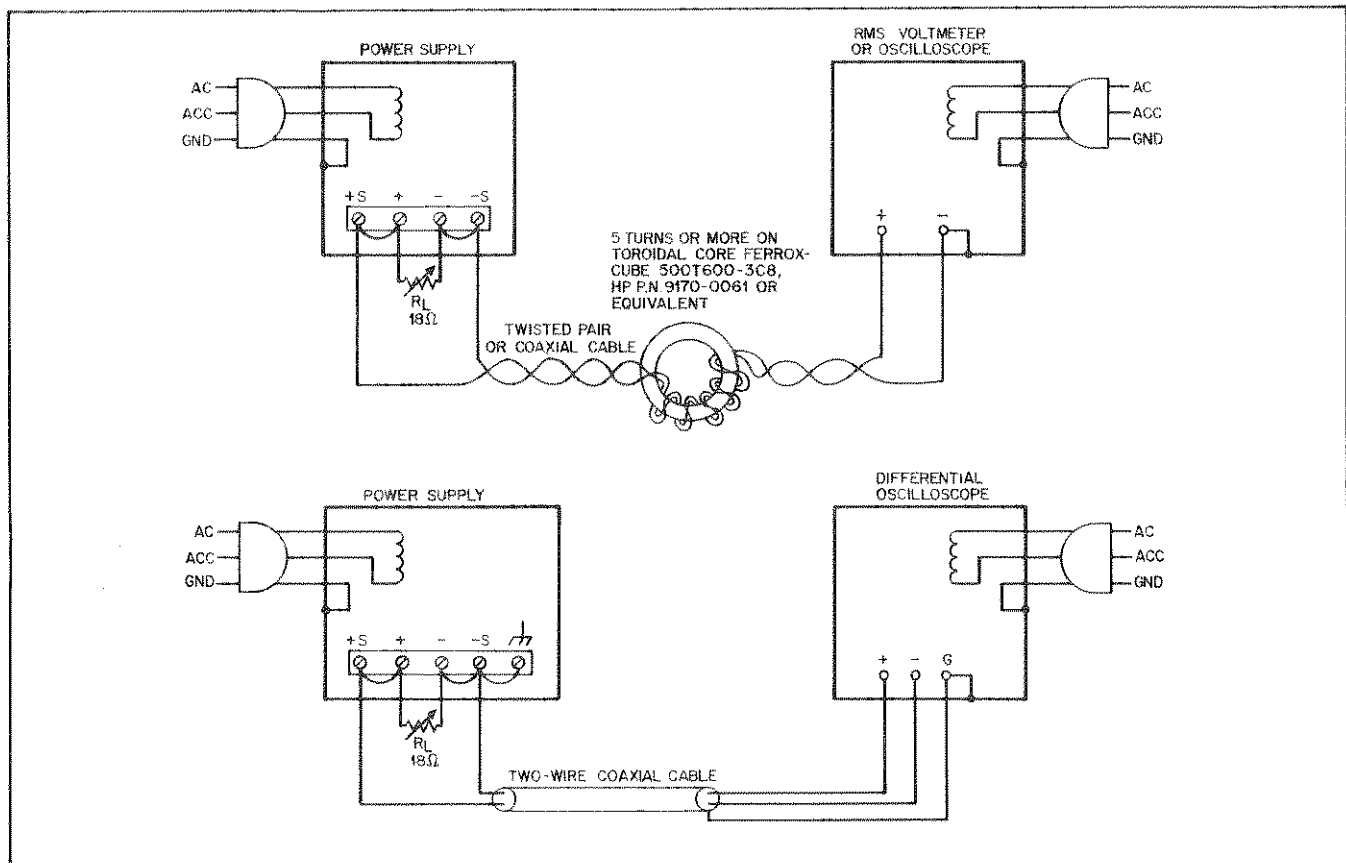 POWER SUPPLY
RMS VOLTMETER
OR OSCILLOSCOPE
AC
ACC
GND
AC
ACC
GND
+S + - -S
+ -
RL
18Ω
5 TURNS OR MORE ON
TOROIDAL CORE FERROX-
CUBE 500T600-3C8,
HP P.N. 9170-0061 OR
EQUIVALENT
TWISTED PAIR
OR COAXIAL CABLE
POWER SUPPLY
DIFFERENTIAL
OSCILLOSCOPE
AC
ACC
GND
AC
ACC
GND
+S + - -S
+ - G
RL
18Ω
TWO-WIRE COAXIAL CABLE